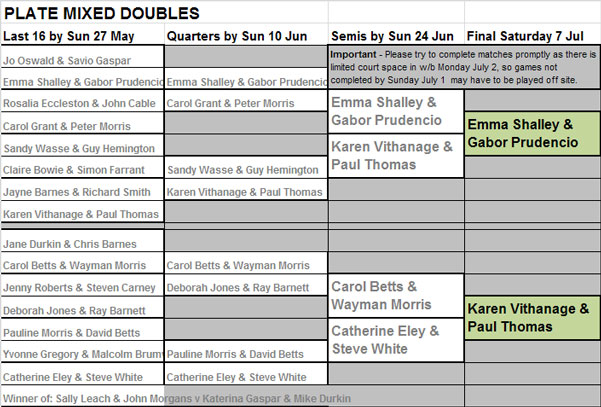 PLATE MIXED DOUBLES
Last 16 by Sun 27 May Quarters by Sun 10 Jun Semis by Sun 24 Jun Final Saturday 7 Jul
Jo Oswald & Savio Gaspar
Important - Please try to complete matches promptly as there is
limited court space in w/b Monday July 2, so games not
completed by Sunday July 1 may have to be played off site.
Emma Shalley & Gabor Prudencio Emma Shalley & Gabor Prudencio
Rosalia Eccleston & John Cable Carol Grant & Peter Morris
Emma Shalley &
Gabor Prudencio
Carol Grant & Peter Morris
Emma Shalley &
Gabor Prudencio
Sandy Wasse & Guy Hemington
Karen Vithanage &
Paul Thomas
Claire Bowie & Simon Farrant Sandy Wasse & Guy Hemington
Jayne Barnes & Richard Smith Karen Vithanage & Paul Thomas
Karen Vithanage & Paul Thomas
Jane Durkin & Chris Barnes
Carol Betts & Wayman Morris Carol Betts & Wayman Morris
Jenny Roberts & Steven Carney Deborah Jones & Ray Barnett
Carol Betts &
Wayman Morris
Deborah Jones & Ray Barnett
Karen Vithanage &
Paul Thomas
Pauline Morris & David Betts
Catherine Eley &
Steve White
Yvonne Gregory & Malcolm Brum Pauline Morris & David Betts
Catherine Eley & Steve White Catherine Eley & Steve White
Winner of: Sally Leach & John Morgans v Katerina Gaspar & Mike Durkin